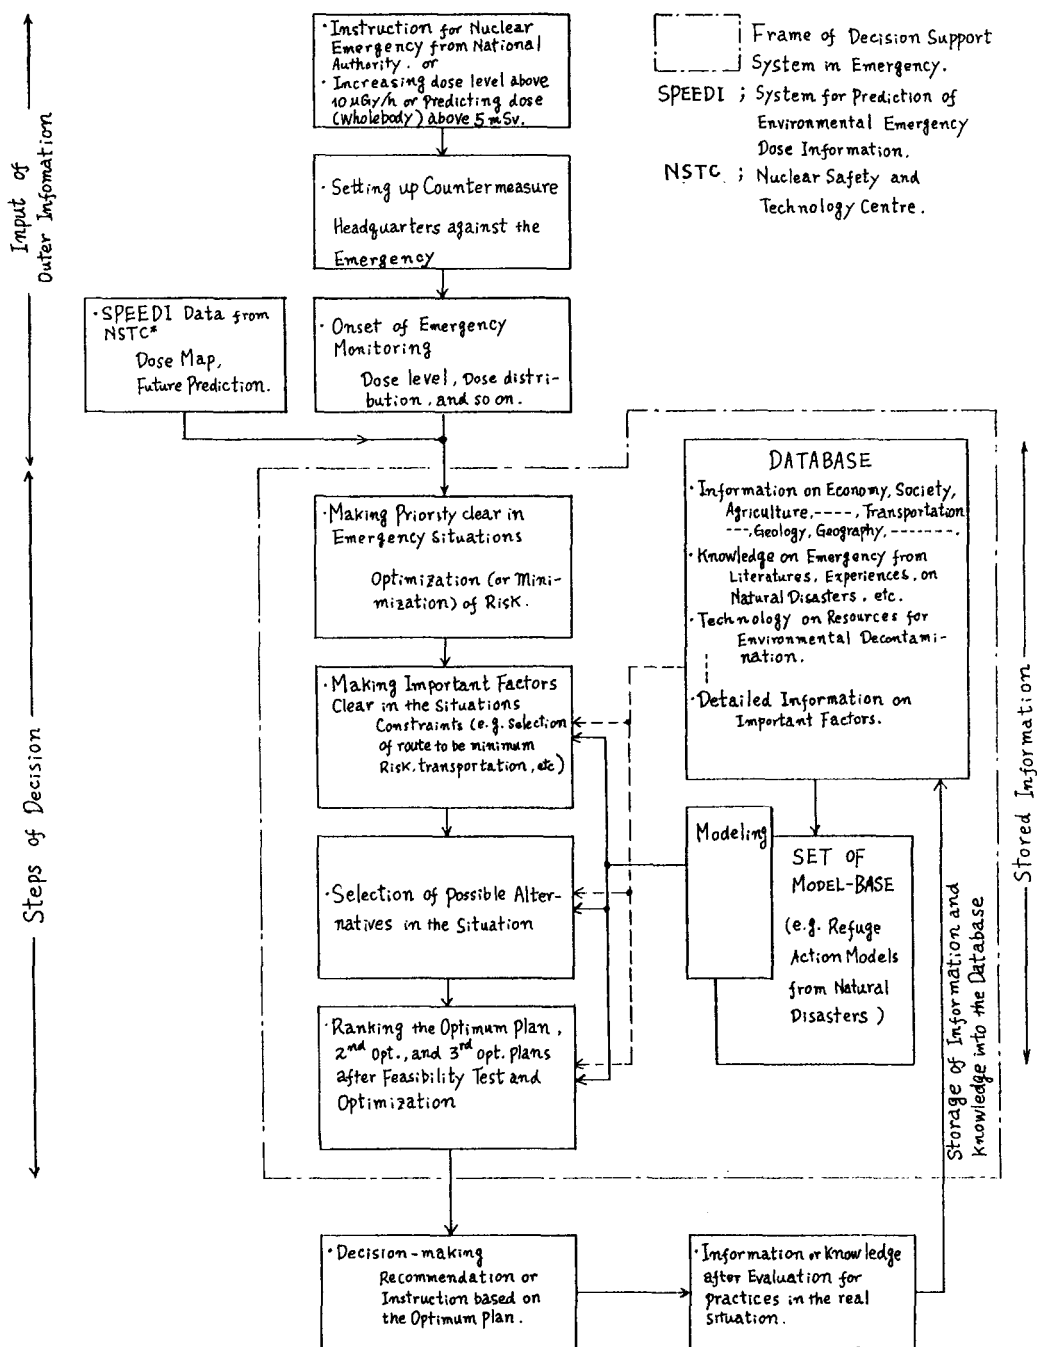 · Instruction for Nuclear
Emergency from National
Authority. or
· Increasing dose level above
10 μGy/h or Predicting dose
(Wholebody) above 5 mSv.
Frame of Decision Support
System in Emergency.
SPEEDI ; System for Prediction of
Environmental Emergency
Dose Information.
NSTC ; Nuclear Safety and
Technology Centre.
Input of
Outer Infomation
· Setting up Countermeasure
Headquarters against the
Emergency
· SPEEDI Data from
NSTC*
Dose Map,
Future Prediction.
· Onset of Emergency
Monitoring
Dose level, Dose distri-
bution, and so on.
Steps of Decision
· Making Priority clear in
Emergency Situations
Optimization (or Mini-
mization) of Risk.
· Making Important Factors
Clear in the Situations
Constraints (e.g. Selection
of route to be minimum
Risk, transportation, etc)
· Selection of Possible Alter-
natives in the Situation
· Ranking the Optimum Plan,
2nd Opt., and 3rd opt. Plans
after Feasibility Test and
Optimization
DATABASE
· Information on Economy, Society,
Agriculture, ----, Transportation
---, Geology, Geography, -------.
· Knowledge on Emergency from
Literatures, Experiences, on
Natural Disasters, etc.
· Technology on Resources for
Environmental Decontami-
nation.
· Detailed Information on
Important Factors.
Modeling
SET OF
MODEL-BASE
(e.g. Refuge
Action Models
from Natural
Disasters )
Storage of Information and
Knowledge into the Database
Stored Information
· Decision-making
Recommendation or
Instruction based on
the Optimum Plan.
· Information or Knowledge
after Evaluation for
practices in the real
situation.